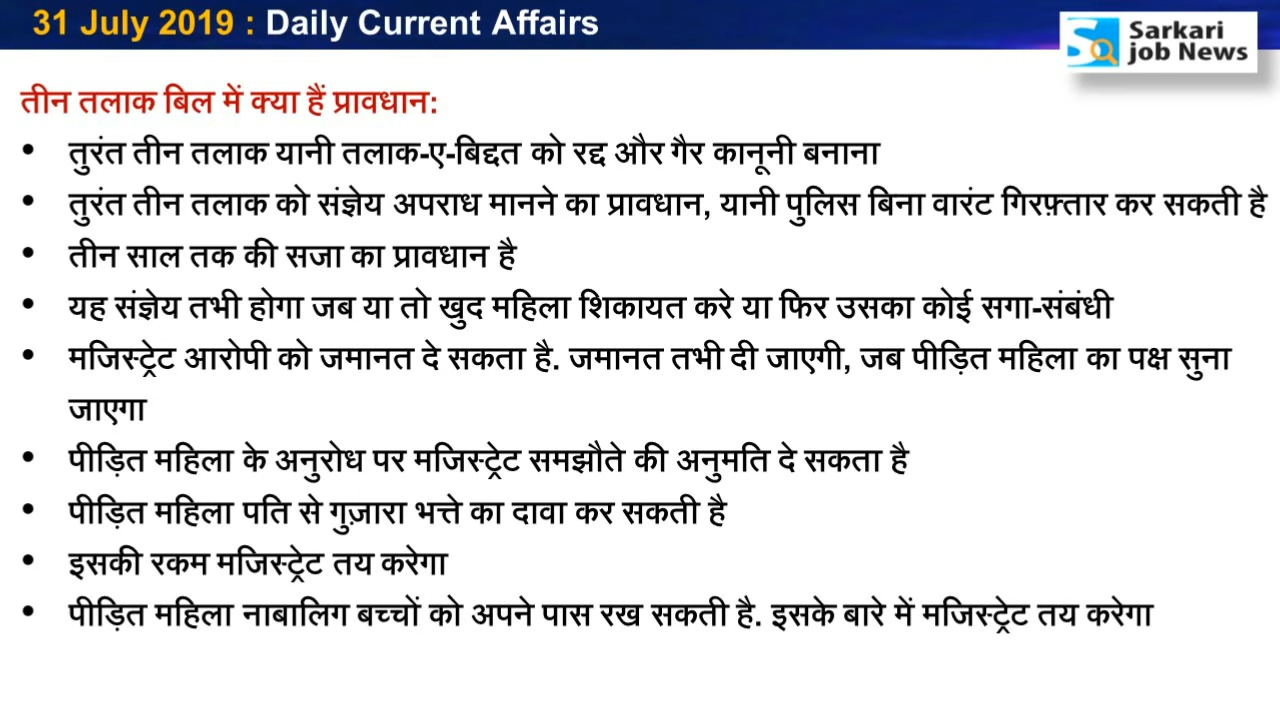 31 July 2019 : Daily Current Affairs
Sarkari
job News
तीन तलाक बिल में क्या हैं प्रावधान:
• तुरंत तीन तलाक यानी तलाक-ए-बिद्दत को रद्द और गैर कानूनी बनाना
• तुरंत तीन तलाक को संज्ञेय अपराध मानने का प्रावधान, यानी पुलिस बिना वारंट गिरफ़्तार कर सकती है
• तीन साल तक की सजा का प्रावधान है
• यह संज्ञेय तभी होगा जब या तो खुद महिला शिकायत करे या फिर उसका कोई सगा-संबंधी
• मजिस्ट्रेट आरोपी को जमानत दे सकता है. जमानत तभी दी जाएगी, जब पीड़ित महिला का पक्ष सुना
जाएगा
• पीड़ित महिला के अनुरोध पर मजिस्ट्रेट समझौते की अनुमति दे सकता है
• पीड़ित महिला पति से गुज़ारा भत्ते का दावा कर सकती है
• इसकी रकम मजिस्ट्रेट तय करेगा
• पीड़ित महिला नाबालिग बच्चों को अपने पास रख सकती है. इसके बारे में मजिस्ट्रेट तय करेगा